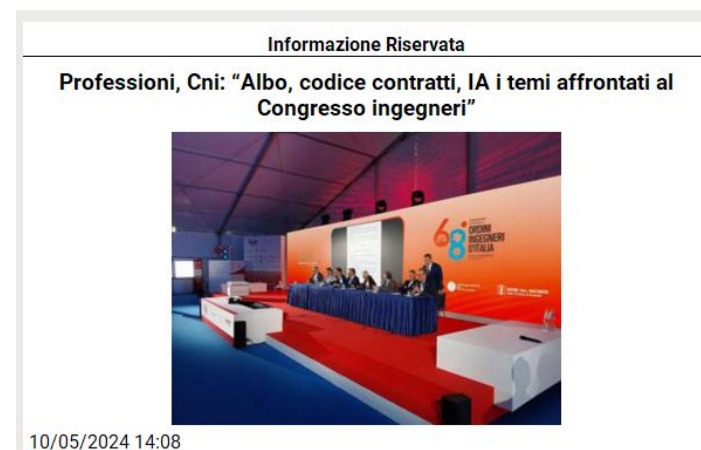 Informazione Riservata
Professioni, Cni: “Albo, codice contratti, IA i temi affrontati al
Congresso ingegneri”
68
ORDINI
INGEGNERI
D'ITALIA
10/05/2024 14:08